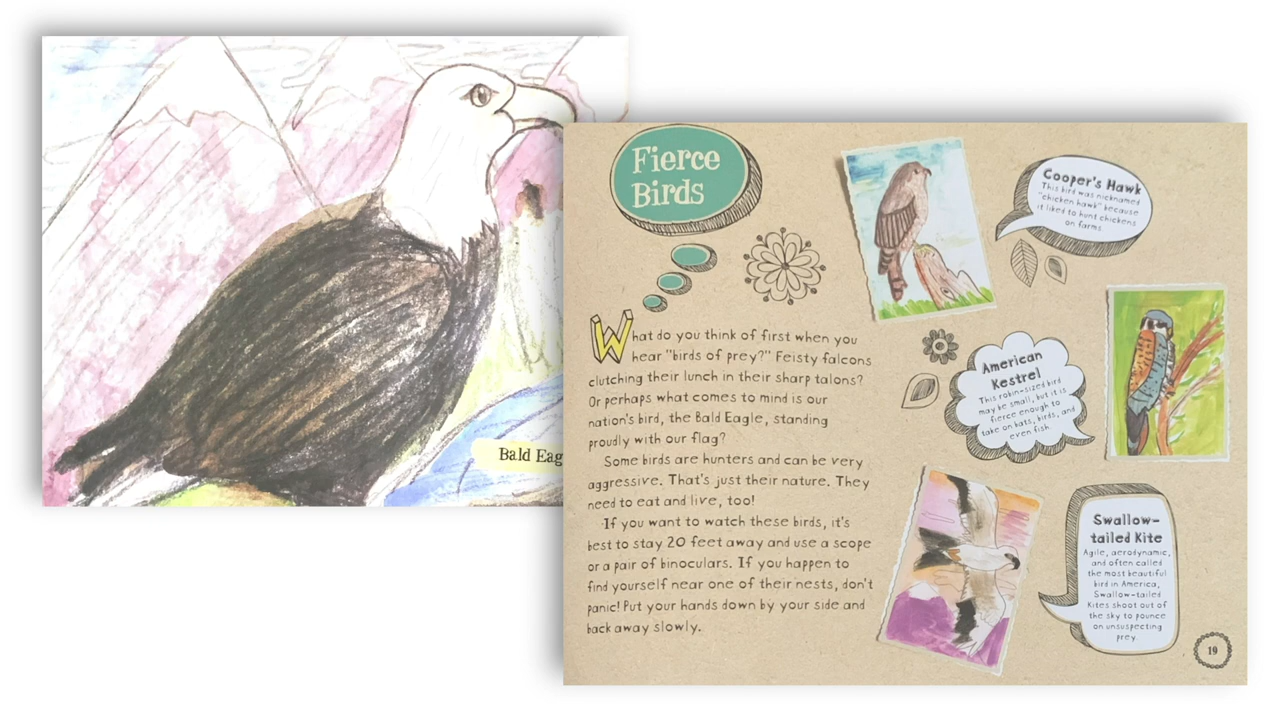 Bald Eag
Fierce
Birds
What do you think of first when you
hear "birds of prey?" Feisty falcons
clutching their lunch in their sharp talons?
Or perhaps what comes to mind is our
nation's bird, the Bald Eagle, standing
proudly with our flag?
Some birds are hunters and can be very
aggressive. That's just their nature. They
need to eat and live, too!
If you want to watch these birds, it's
best to stay 20 feet away and use a scope
or a pair of binoculars. If you happen to
find yourself near one of their nests, don't
panic! Put your hands down by your side and
back away slowly.
Cooper's Hawk
This bird was nicknamed
"chicken hawk" because
it liked to hunt chickens
on farms.
American
Kestrel
This robin-sized bird
may be small, but it is
fierce enough to
take on bats, birds, and
even fish.
Swallow-
tailed Kite
Agile, aerodynamic,
and often called
the most beautiful
bird in America,
Swallow-tailed
Kites shoot out of
the sky to pounce
on unsuspecting
prey.
19